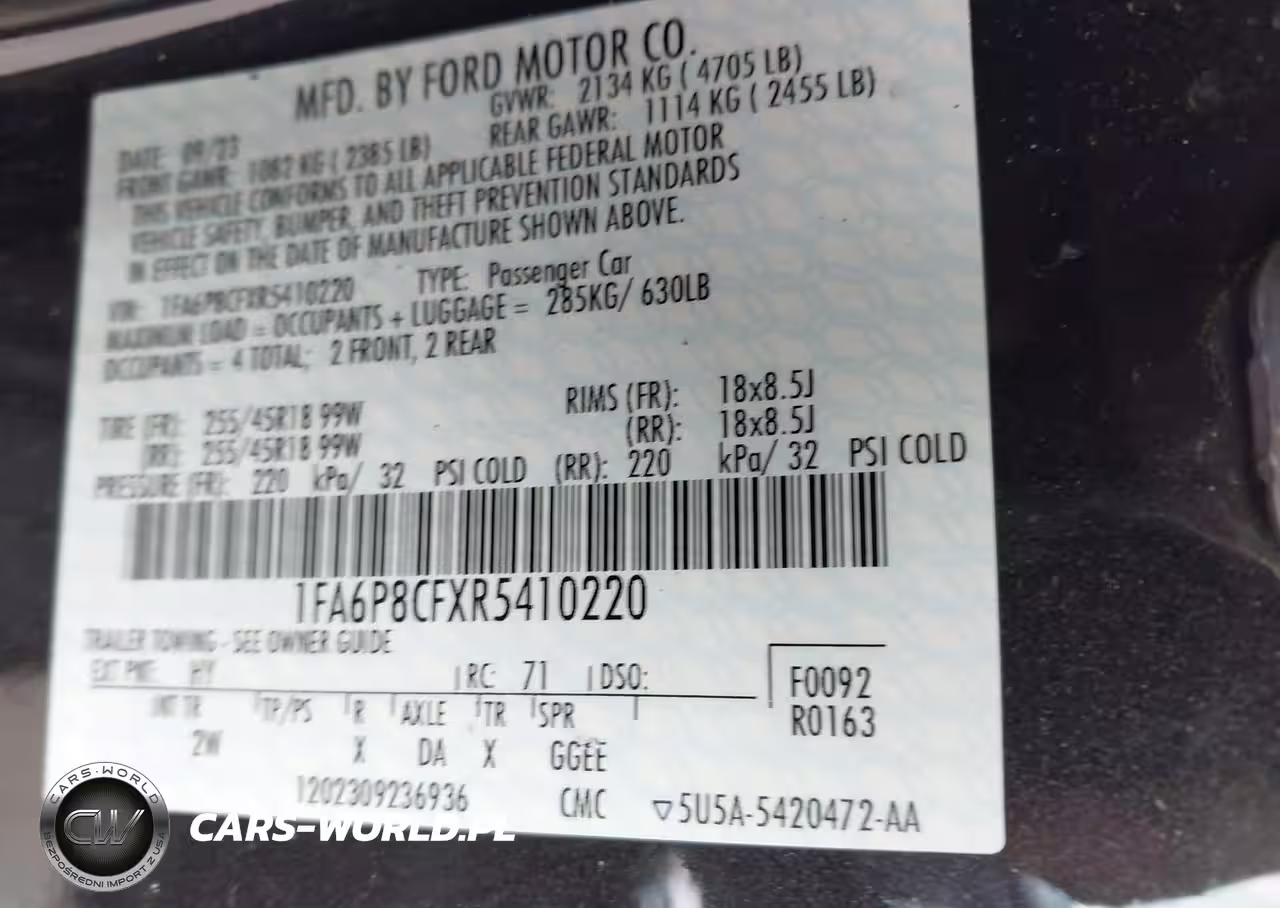 MFD. BY FORD MOTOR CO.
DATE: 09/23 GVWR: 2134 KG ( 4705 LB)
FRONT GAWR: 1082 KG ( 2385 LB) REAR GAWR: 1114 KG ( 2455 LB)
THIS VEHICLE CONFORMS TO ALL APPLICABLE FEDERAL MOTOR
VEHICLE SAFETY, BUMPER, AND THEFT PREVENTION STANDARDS
IN EFFECT ON THE DATE OF MANUFACTURE SHOWN ABOVE.
VIN: 1FA6P8CFXR5410220 TYPE: Passenger Car
MAXIMUM LOAD = OCCUPANTS + LUGGAGE = 285KG/ 630LB
OCCUPANTS = 4 TOTAL; 2 FRONT, 2 REAR
TIRE (FR): 255/45R18 99W RIMS (FR): 18x8.5J
(RR): 255/45R18 99W (RR): 18x8.5J
PRESSURE (FR): 220 kPa/ 32 PSI COLD (RR): 220 kPa/ 32 PSI COLD
1FA6P8CFXR5410220
TRAILER TOWING - SEE OWNER GUIDE
EXT PNT: HY RC: 71 DSO: F0092
INT TR TP/PS R AXLE TR SPR R0163
2W X DA X GGEE
1202309236936 CMC ▽5U5A-5420472-AA
CARS-WORLD
CW
BEZPOŚREDNI IMPORT Z USA
CARS-WORLD.PL